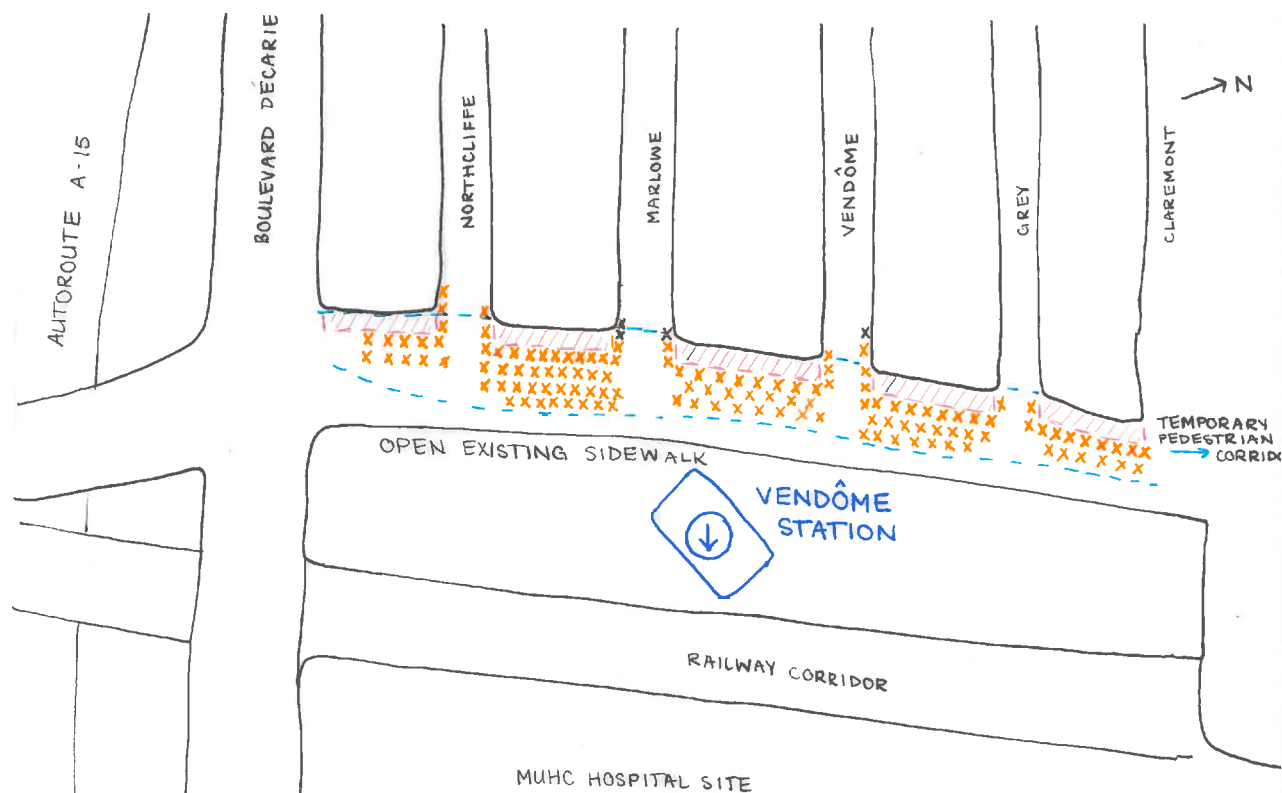 AUTOROUTE A-15
BOULEVARD DÉCARIE
NORTHCLIFFE
MARLOWE
VENDÔME
GREY
CLAREMONT
N
TEMPORARY
PEDESTRIAN
CORRIDO
OPEN EXISTING SIDEWALK
VENDÔME
STATION
RAILWAY CORRIDOR
MUHC HOSPITAL SITE